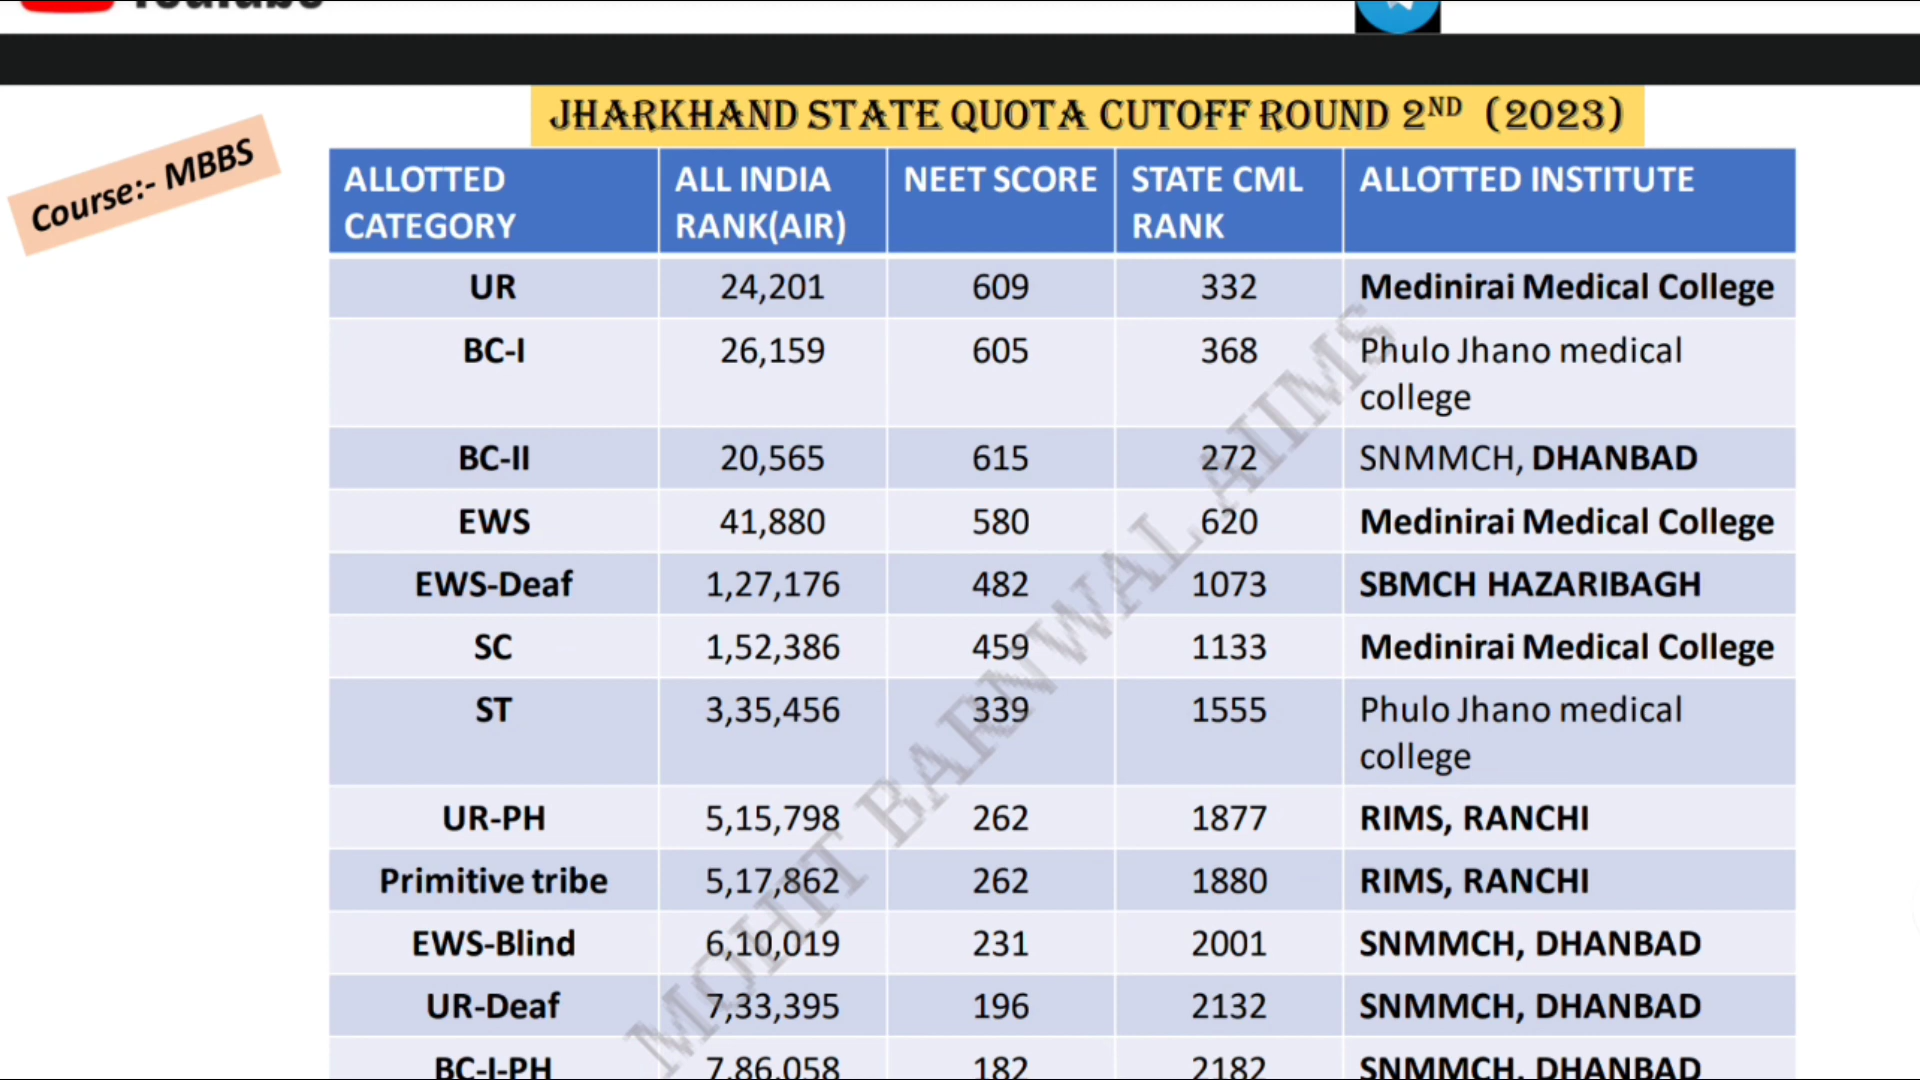 YouTube
JHARKHAND STATE QUOTA CUTOFF ROUND 2ND (2023)
Course:- MBBS
ALLOTTED CATEGORY ALL INDIA RANK(AIR) NEET SCORE STATE CML RANK ALLOTTED INSTITUTE
UR 24,201 609 332 Medinirai Medical College
BC-I 26,159 605 368 Phulo Jhano medical college
BC-II 20,565 615 272 SNMMCH, DHANBAD
EWS 41,880 580 620 Medinirai Medical College
EWS-Deaf 1,27,176 482 1073 SBMCH HAZARIBAGH
SC 1,52,386 459 1133 Medinirai Medical College
ST 3,35,456 339 1555 Phulo Jhano medical college
UR-PH 5,15,798 262 1877 RIMS, RANCHI
Primitive tribe 5,17,862 262 1880 RIMS, RANCHI
EWS-Blind 6,10,019 231 2001 SNMMCH, DHANBAD
UR-Deaf 7,33,395 196 2132 SNMMCH, DHANBAD
BC-I-PH 7,86,058 182 2182 SNMMCH, DHANBAD
MOHIT BARNWAL AIIMS